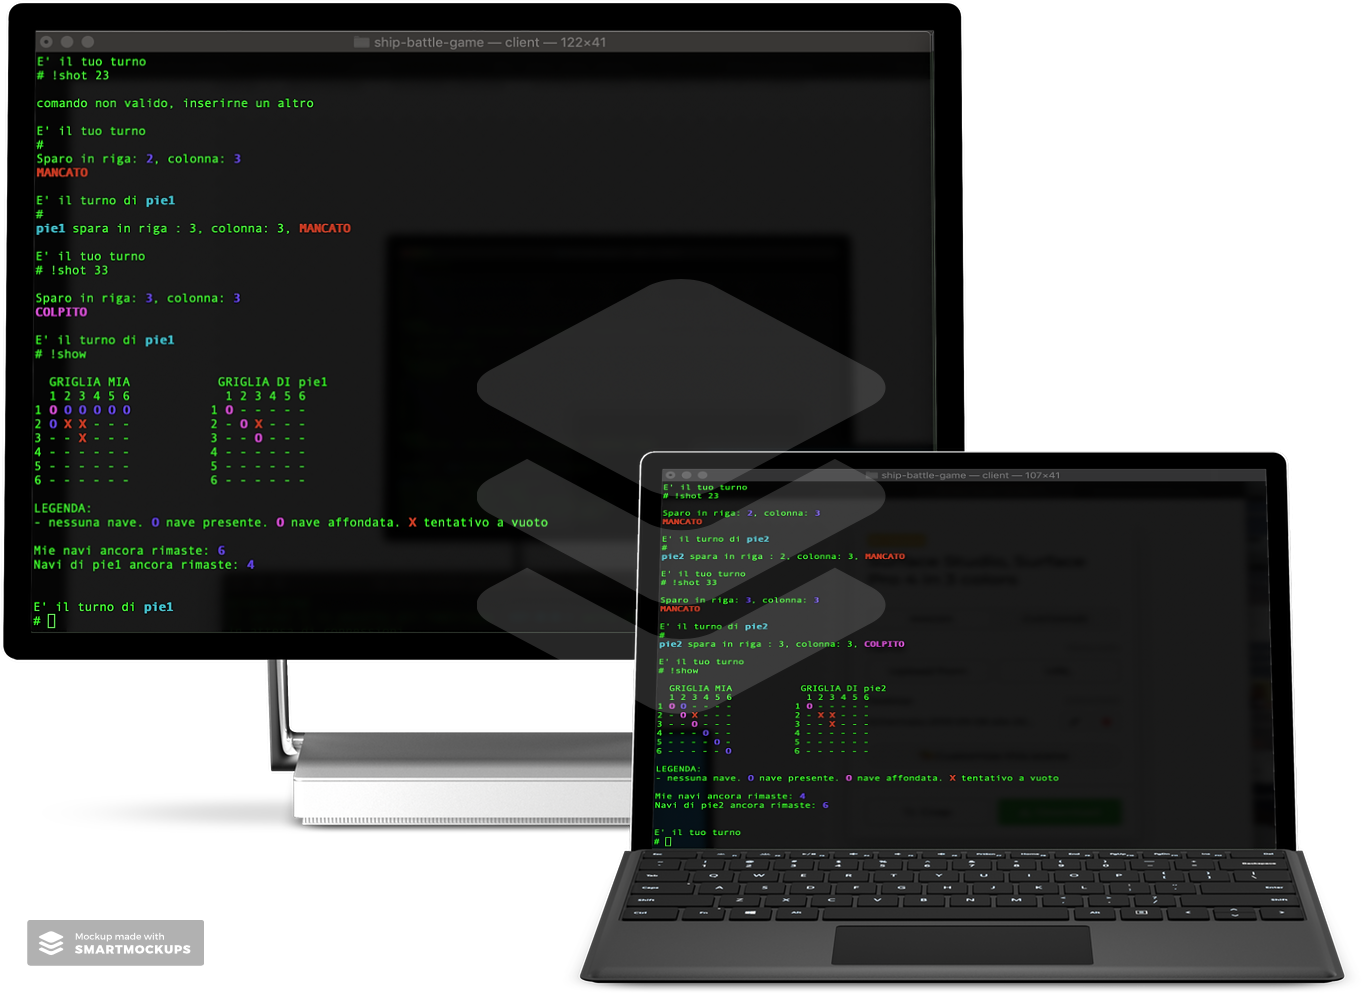 ship-battle-game — client — 122×41
E' il tuo turno
# !shot 23
comando non valido, inserirne un altro
E' il tuo turno
#
Sparo in riga: 2, colonna: 3
MANCATO
E' il turno di pie1
#
pie1 spara in riga : 3, colonna: 3, MANCATO
E' il tuo turno
# !shot 33
Sparo in riga: 3, colonna: 3
COLPITO
E' il turno di pie1
# !show
GRIGLIA MIA GRIGLIA DI pie1
1 2 3 4 5 6 1 2 3 4 5 6
1 O O O O O O 1 O - - - - -
2 O X X - - - 2 - O X - - -
3 - - X - - - 3 - - O - - -
4 - - - - - - 4 - - - - - -
5 - - - - - - 5 - - - - - -
6 - - - - - - 6 - - - - - -
LEGENDA:
- nessuna nave. O nave presente. O nave affondata. X tentativo a vuoto
Mie navi ancora rimaste: 6
Navi di pie1 ancora rimaste: 4
E' il turno di pie1
#
ship-battle-game — client — 107×41
E' il tuo turno
# !shot 23
Sparo in riga: 2, colonna: 3
MANCATO
E' il turno di pie2
#
pie2 spara in riga : 2, colonna: 3, MANCATO
E' il tuo turno
# !shot 33
Sparo in riga: 3, colonna: 3
MANCATO
E' il turno di pie2
#
pie2 spara in riga : 3, colonna: 3, COLPITO
E' il tuo turno
# !show
GRIGLIA MIA GRIGLIA DI pie2
1 2 3 4 5 6 1 2 3 4 5 6
1 O O - - - - 1 O - - - - -
2 - O X - - - 2 - X X - - -
3 - - O - - - 3 - - X - - -
4 - - - O - - 4 - - - - - -
5 - - - - O - 5 - - - - - -
6 - - - - - O 6 - - - - - -
LEGENDA:
- nessuna nave. O nave presente. O nave affondata. X tentativo a vuoto
Mie navi ancora rimaste: 4
Navi di pie2 ancora rimaste: 6
E' il tuo turno
#
Q W E R T Y U I O P
A S D F G H J K L
Z X C V B N M
Mockup made with
SMARTMOCKUPS